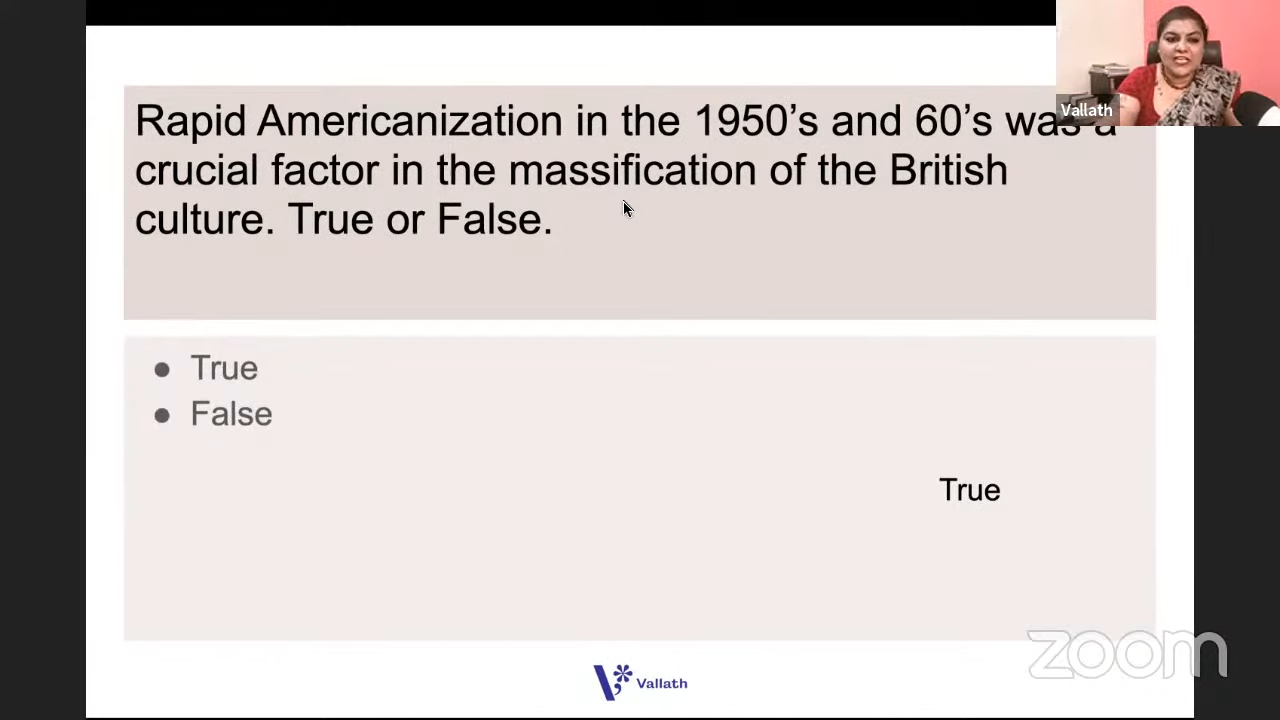 Rapid Americanization in the 1950's and 60's was a
crucial factor in the massification of the British
culture. True or False.
● True
● False
True
Vallath
Vallath
zoom